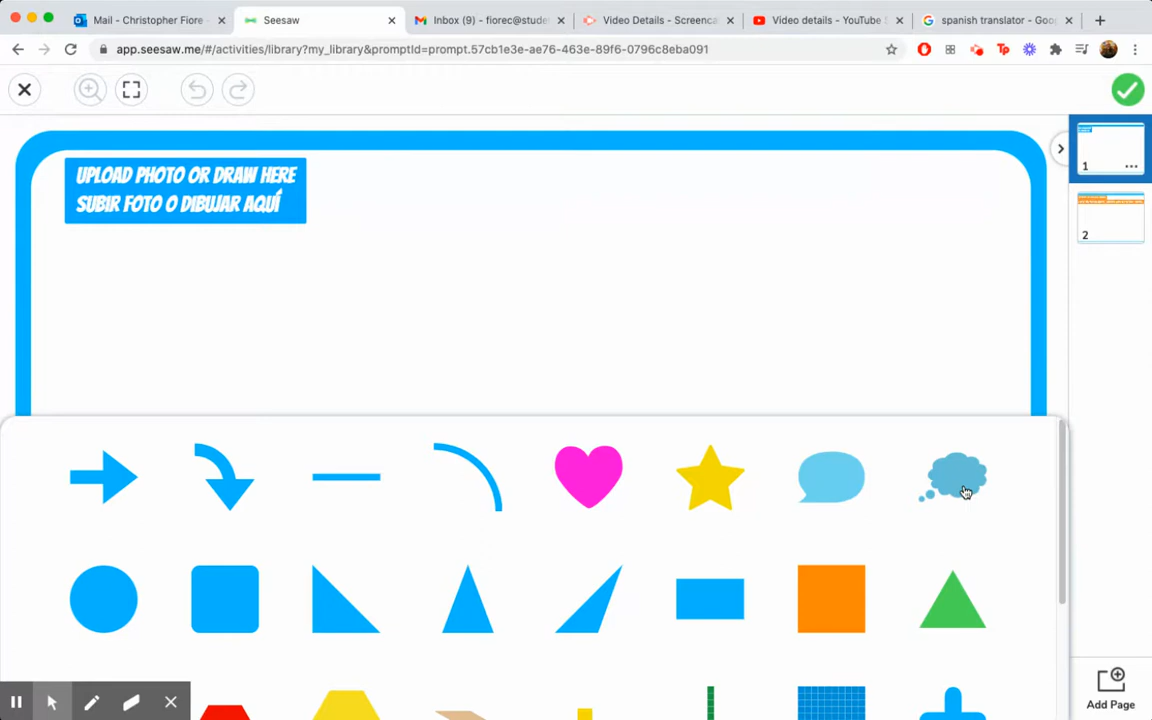 Mail - Christopher Fiore -
Seesaw
Inbox (9) - fiorec@stude
Video Details - Screenca
Video details - YouTube S
spanish translator - Goo
app.seesaw.me/#/activities/library?my_library&promptId=prompt.57cb1e3e-ae76-463e-89f6-0796c8eba091
Tp
UPLOAD PHOTO OR DRAW HERE
SUBIR FOTO O DIBUJAR AQUÍ
1
2
Add Page